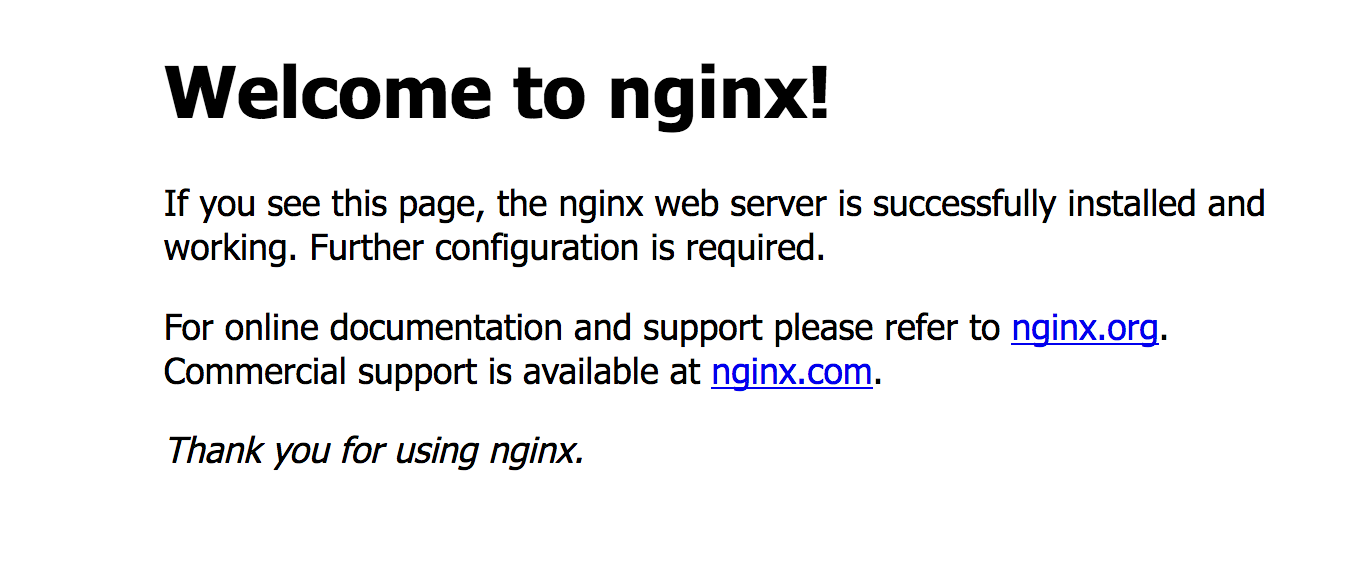 Welcome to nginx!
If you see this page, the nginx web server is successfully installed and
working. Further configuration is required.
For online documentation and support please refer to nginx.org.
Commercial support is available at nginx.com.
Thank you for using nginx.